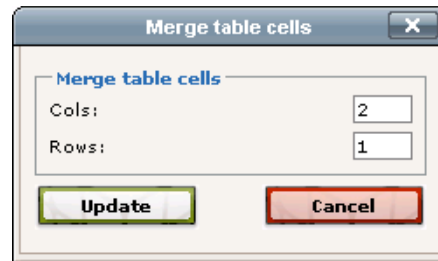 Merge table cells
Merge table cells
Cols: 2
Rows: 1
Update Cancel